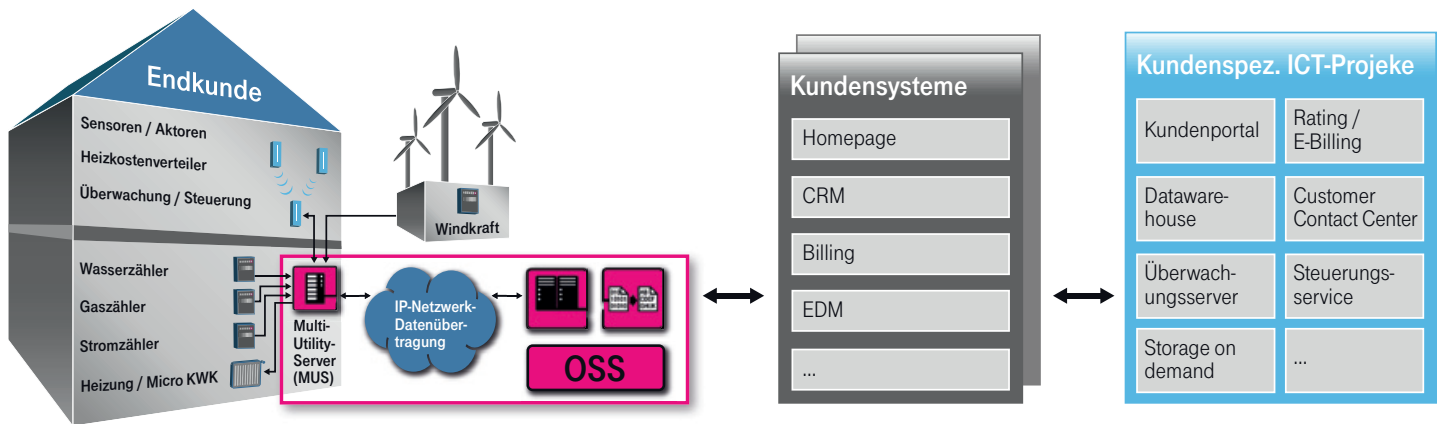 Endkunde
Sensoren / Aktoren
Heizkostenverteiler
Überwachung / Steuerung
Wasserzähler
Gaszähler
Stromzähler
Heizung / Micro KWK
Windkraft
Multi-
Utility-
Server
(MUS)
IP-Netzwerk-
Datenüber-
tragung
OSS
Kundensysteme
Homepage
CRM
Billing
EDM
...
Kundenspez. ICT-Projeke
Kundenportal
Rating /
E-Billing
Dataware-
house
Customer
Contact Center
Überwach-
ungsserver
Steuerungs-
service
Storage on
demand
...